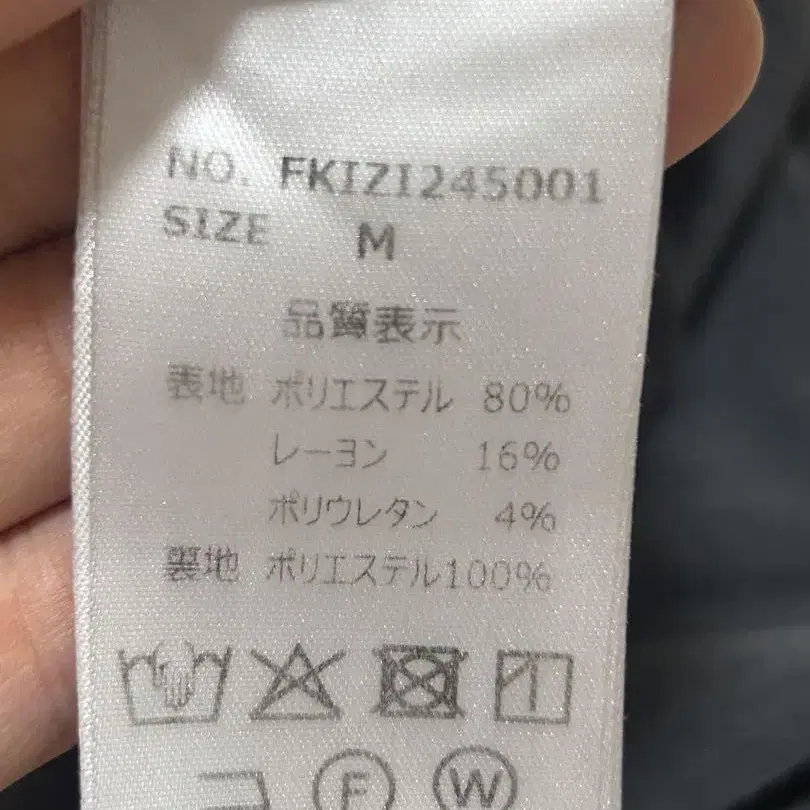 NO. FKIZI245001
SIZE M
品質表示
表地 ポリエステル 80%
レーヨン 16%
ポリウレタン 4%
裏地 ポリエステル100%
F W